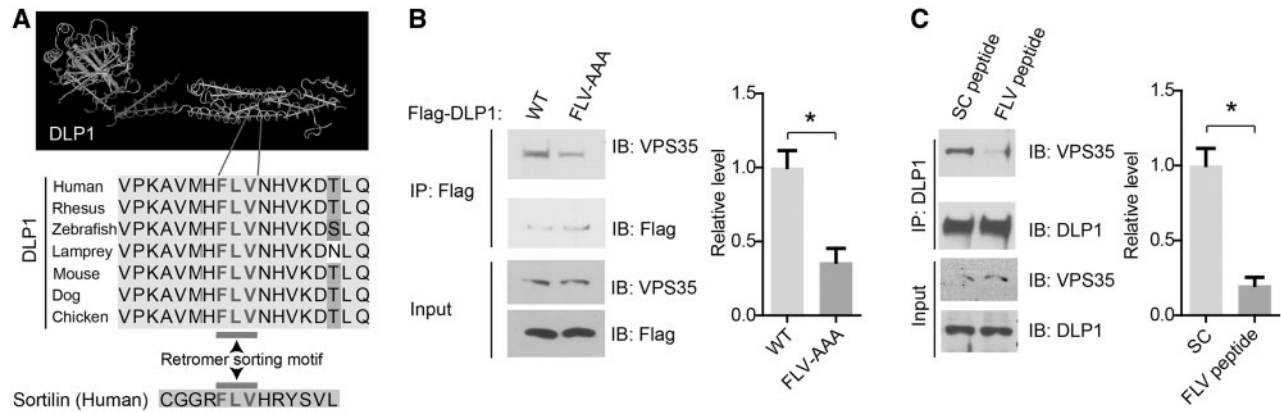 A
DLP1
DLP1
Human VPKAVMHFLVNHVKDTLQ
Rhesus VPKAVMHFLVNHVKDTLQ
Zebrafish VPKAVMHFLVNHVKDSLQ
Lamprey VPKAVMHFLVNHVKDNLQ
Mouse VPKAVMHFLVNHVKDTLQ
Dog VPKAVMHFLVNHVKDTLQ
Chicken VPKAVMHFLVNHVKDTLQ
Retromer sorting motif
Sortilin (Human) CGGRFLVHRYSVL
B
Flag-DLP1: WT FLV-AAA
IP: Flag
IB: VPS35
IB: Flag
Input
IB: VPS35
IB: Flag
Relative level
1.5
1.0
0.5
0.0
*
WT
FLV-AAA
C
SC peptide
FLV peptide
IP: DLP1
IB: VPS35
IB: DLP1
Input
IB: VPS35
IB: DLP1
Relative level
1.5
1.0
0.5
0.0
*
SC
FLV peptide